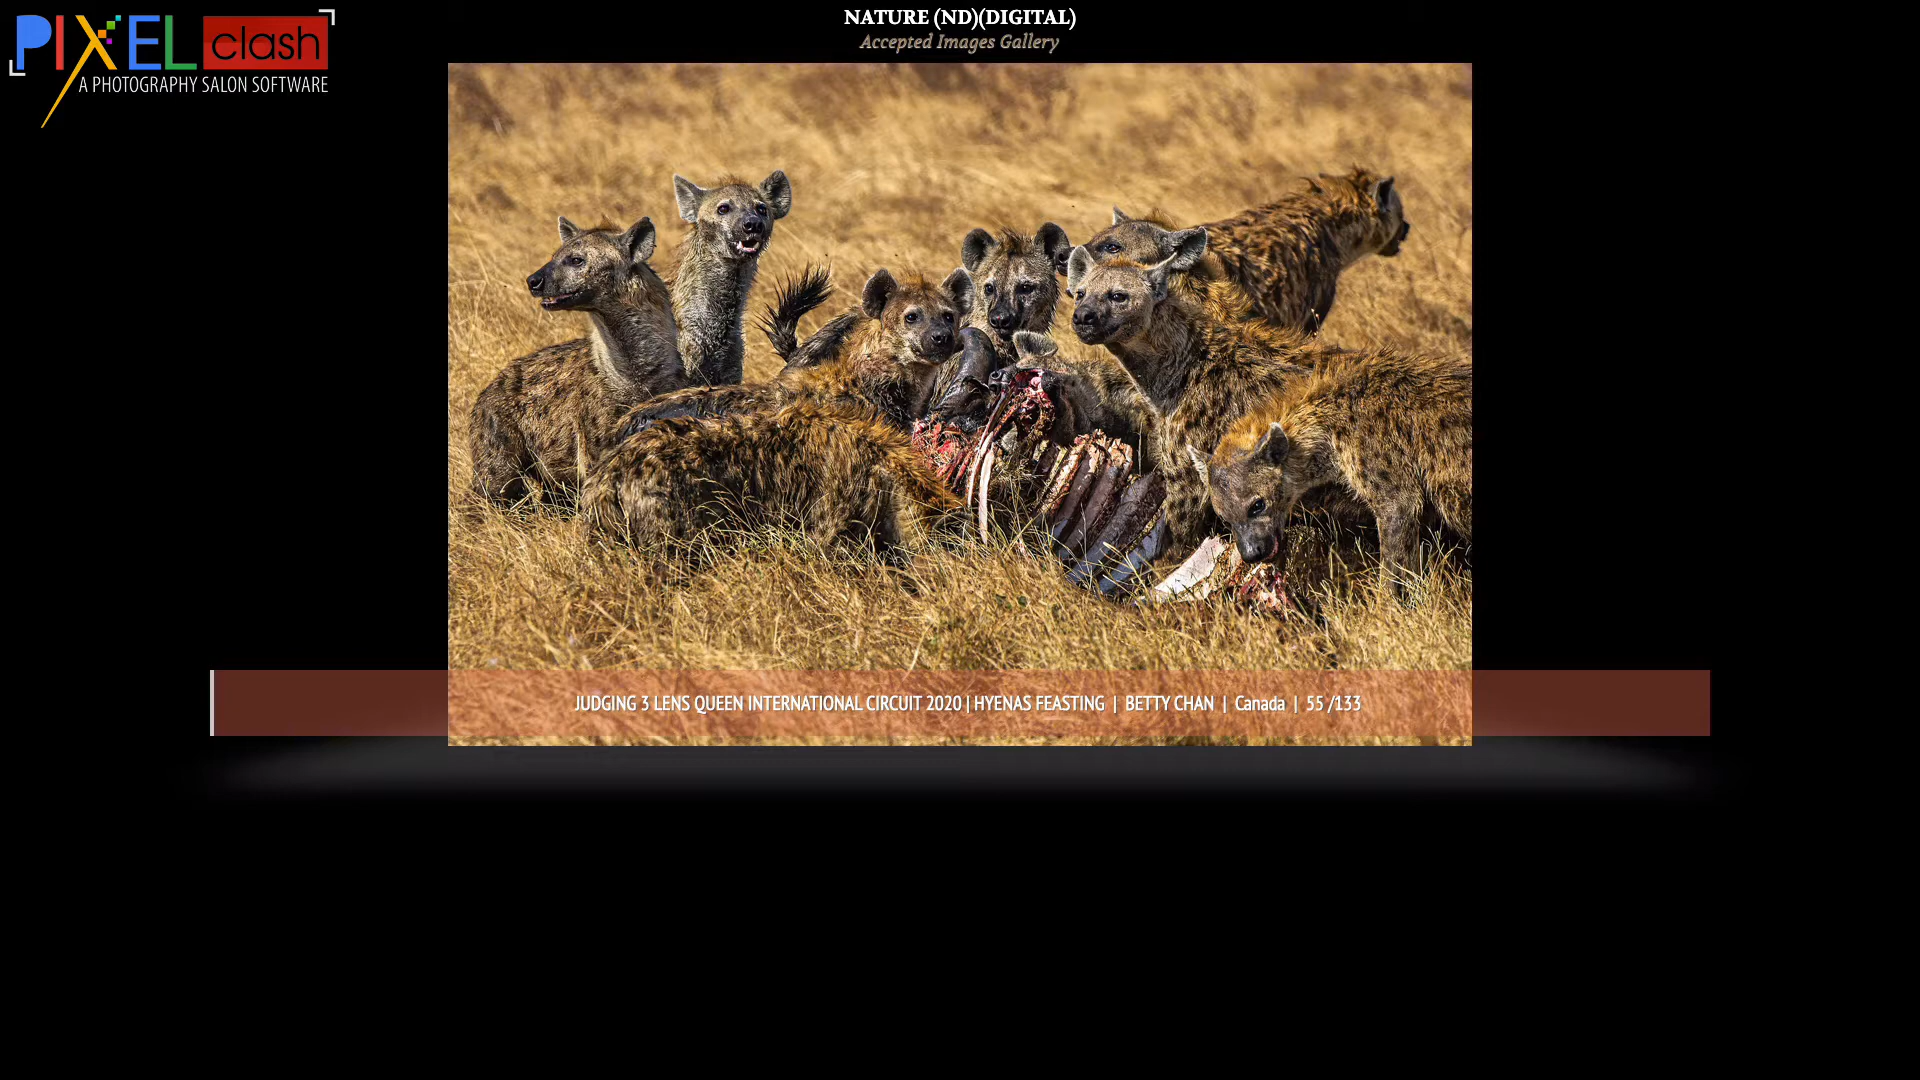 PIXEL clash
A PHOTOGRAPHY SALON SOFTWARE
NATURE (ND)(DIGITAL)
Accepted Images Gallery
JUDGING 3 LENS QUEEN INTERNATIONAL CIRCUIT 2020 | HYENAS FEASTING | BETTY CHAN | Canada | 55 /133